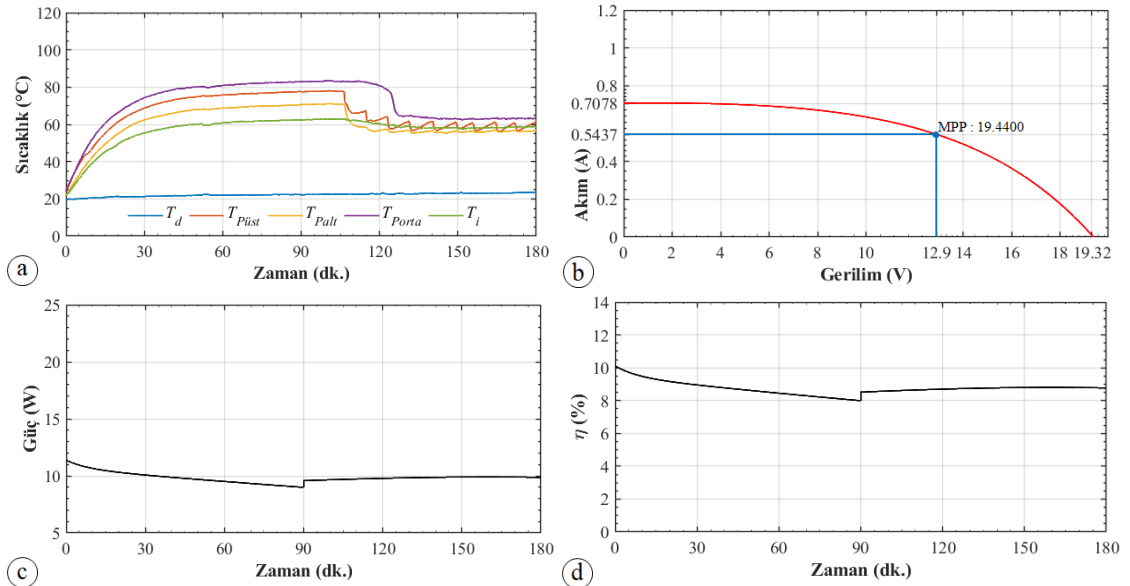 120
100
80
60
40
20
0
Sıcaklık (°C)
T_d T_Püst T_Palt T_Porta T_i
0 30 60 90 120 150 180
Zaman (dk.)
a
1.2
1
0.8
0.7078
0.5437
0.4
0.2
0
Akım (A)
MPP : 19.4400
0 2 4 6 8 10 12.9 14 16 18 19.32
Gerilim (V)
b
25
20
15
10
5
Güç (W)
0 30 60 90 120 150 180
Zaman (dk.)
c
14
12
10
8
6
4
2
0
η (%)
0 30 60 90 120 150 180
Zaman (dk.)
d